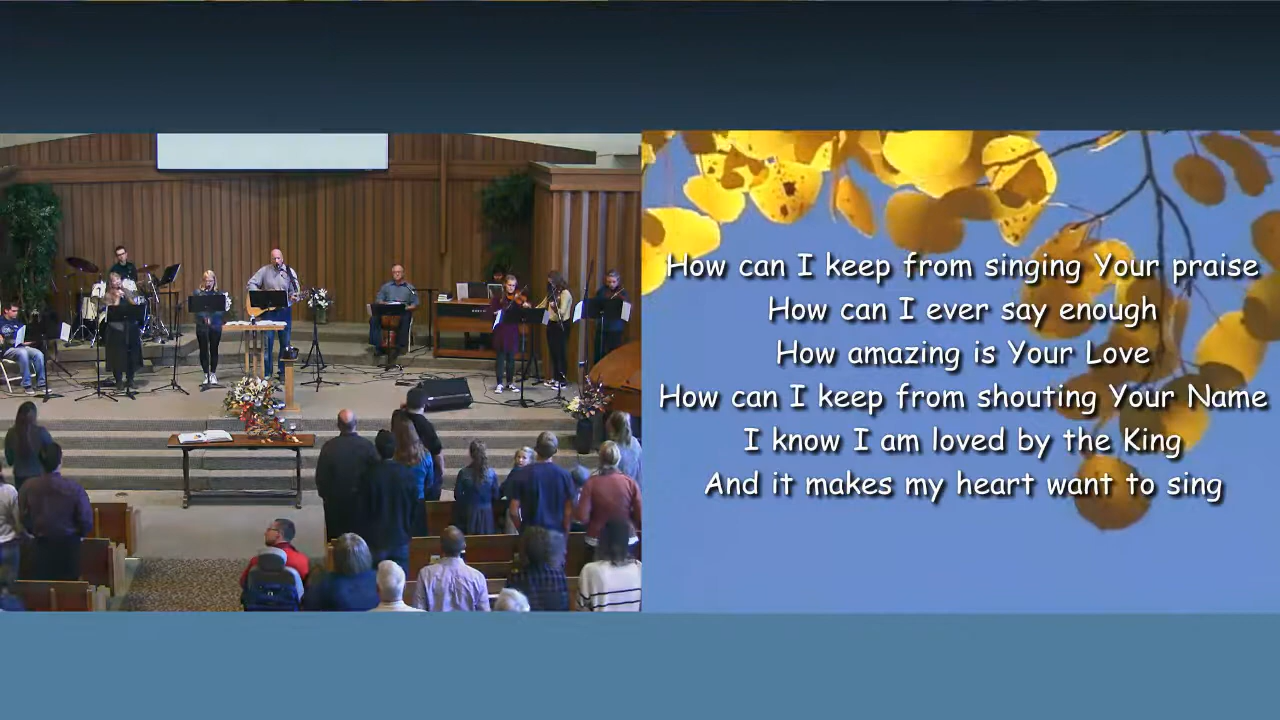 How can I keep from singing Your praise
How can I ever say enough
How amazing is Your Love
How can I keep from shouting Your Name
I know I am loved by the King
And it makes my heart want to sing